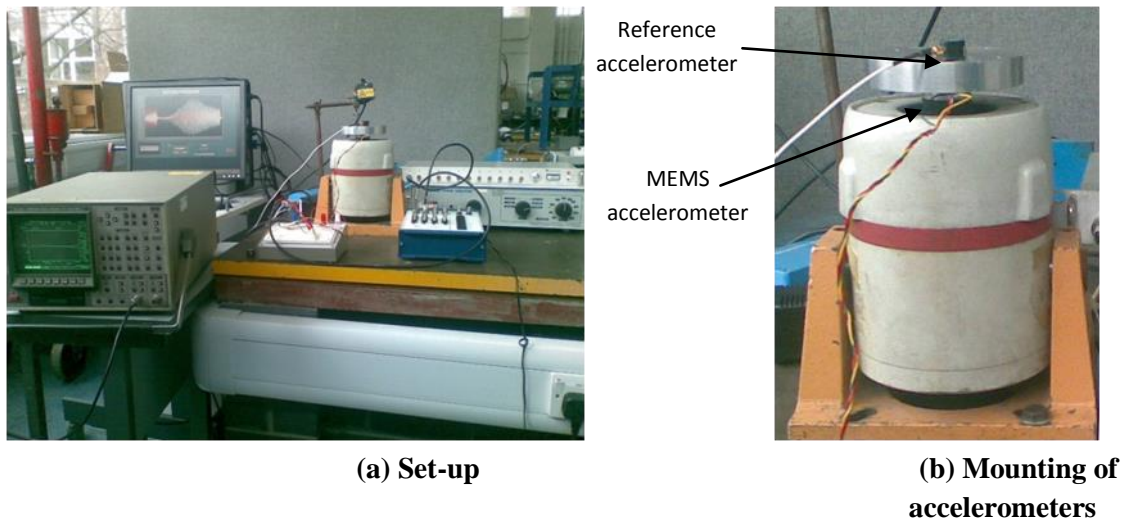 Reference
accelerometer
MEMS
accelerometer
(a) Set-up
(b) Mounting of
accelerometers